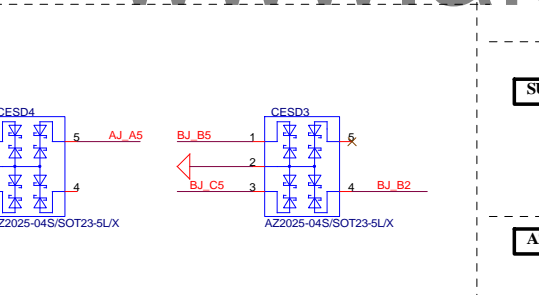 CESD4
5
AJ_A5
4
AZ2025-04S/SOT23-5L/X
CESD3
BJ_B5
1
5
2
BJ_C5
3
4
BJ_B2
AZ2025-04S/SOT23-5L/X